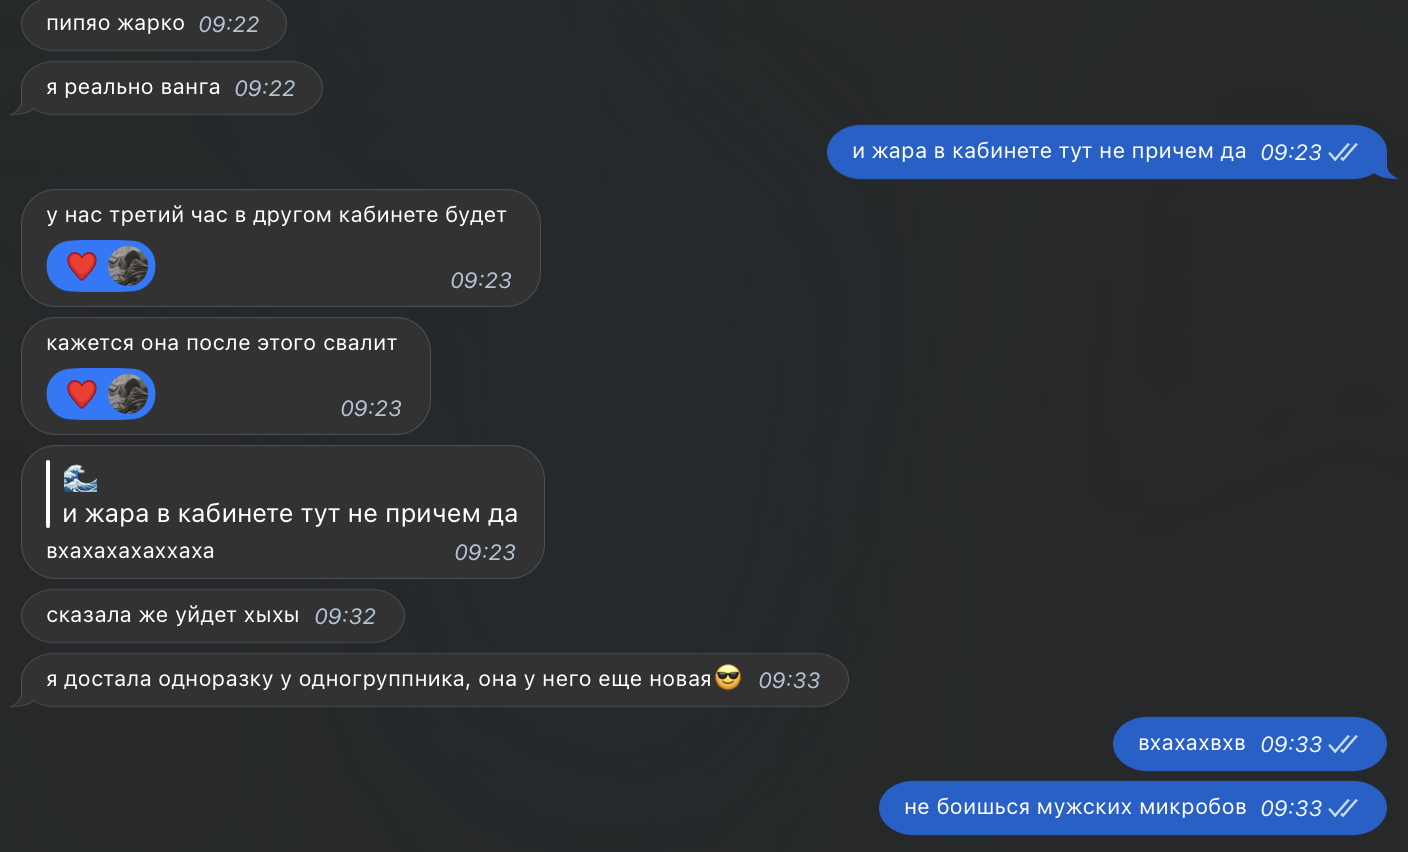 пипяо жарко 09:22
я реально ванга 09:22
и жара в кабинете тут не причем да 09:23
у нас третий час в другом кабинете будет
09:23
кажется она после этого свалит
09:23
🌊
и жара в кабинете тут не причем да
вхахахахаххаха 09:23
сказала же уйдет хыхы 09:32
я достала одноразку у одногруппника, она у него еще новая😎 09:33
вхахахвхв 09:33
не боишься мужских микробов 09:33